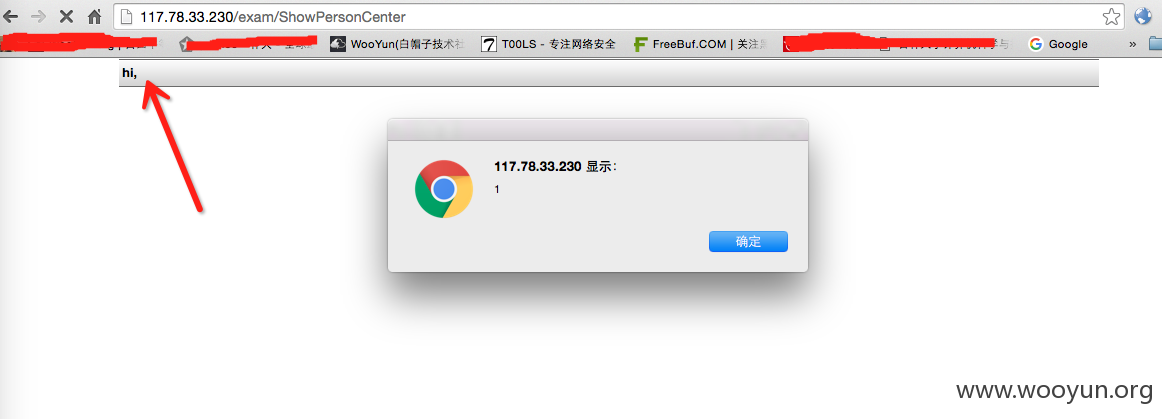 117.78.33.230/exam/ShowPersonCenter
WooYun(白帽子技术社 T00LS - 专注网络安全 FreeBuf.COM | 关注 Google »
hi,
117.78.33.230 显示:
1
确定
www.wooyun.org